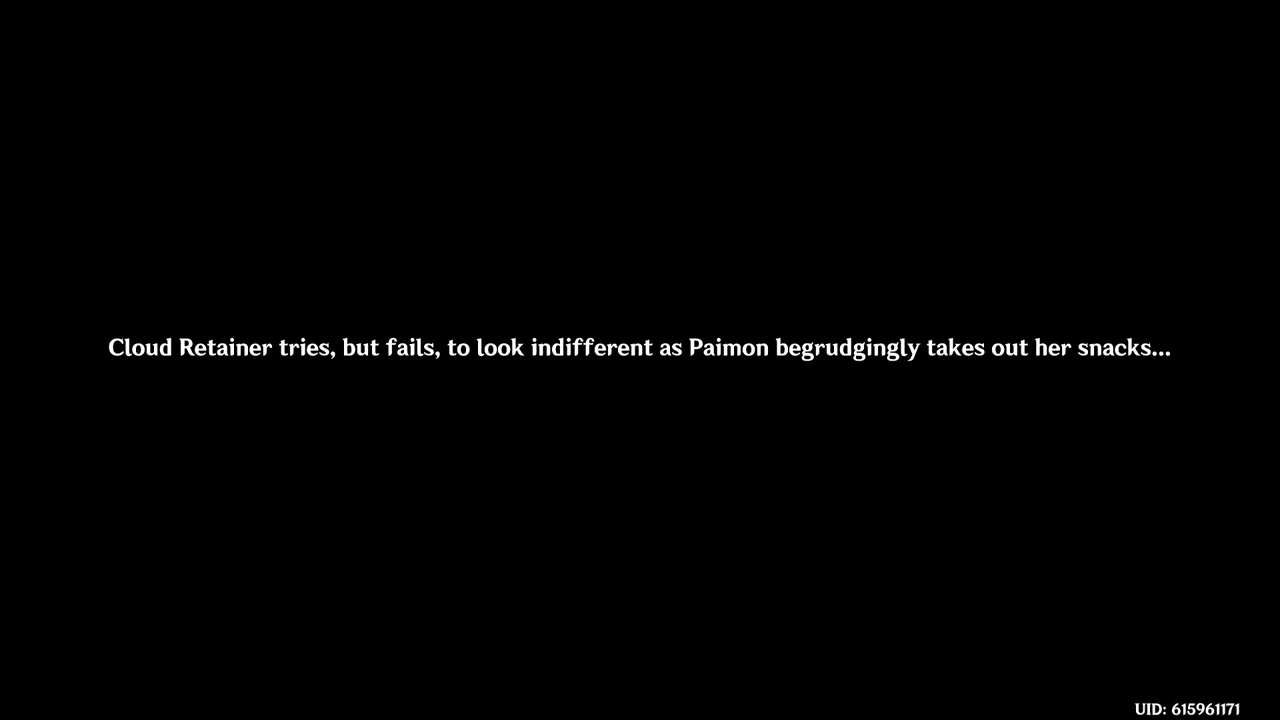 Cloud Retainer tries, but fails, to look indifferent as Paimon begrudgingly takes out her snacks...
UID: 615961171